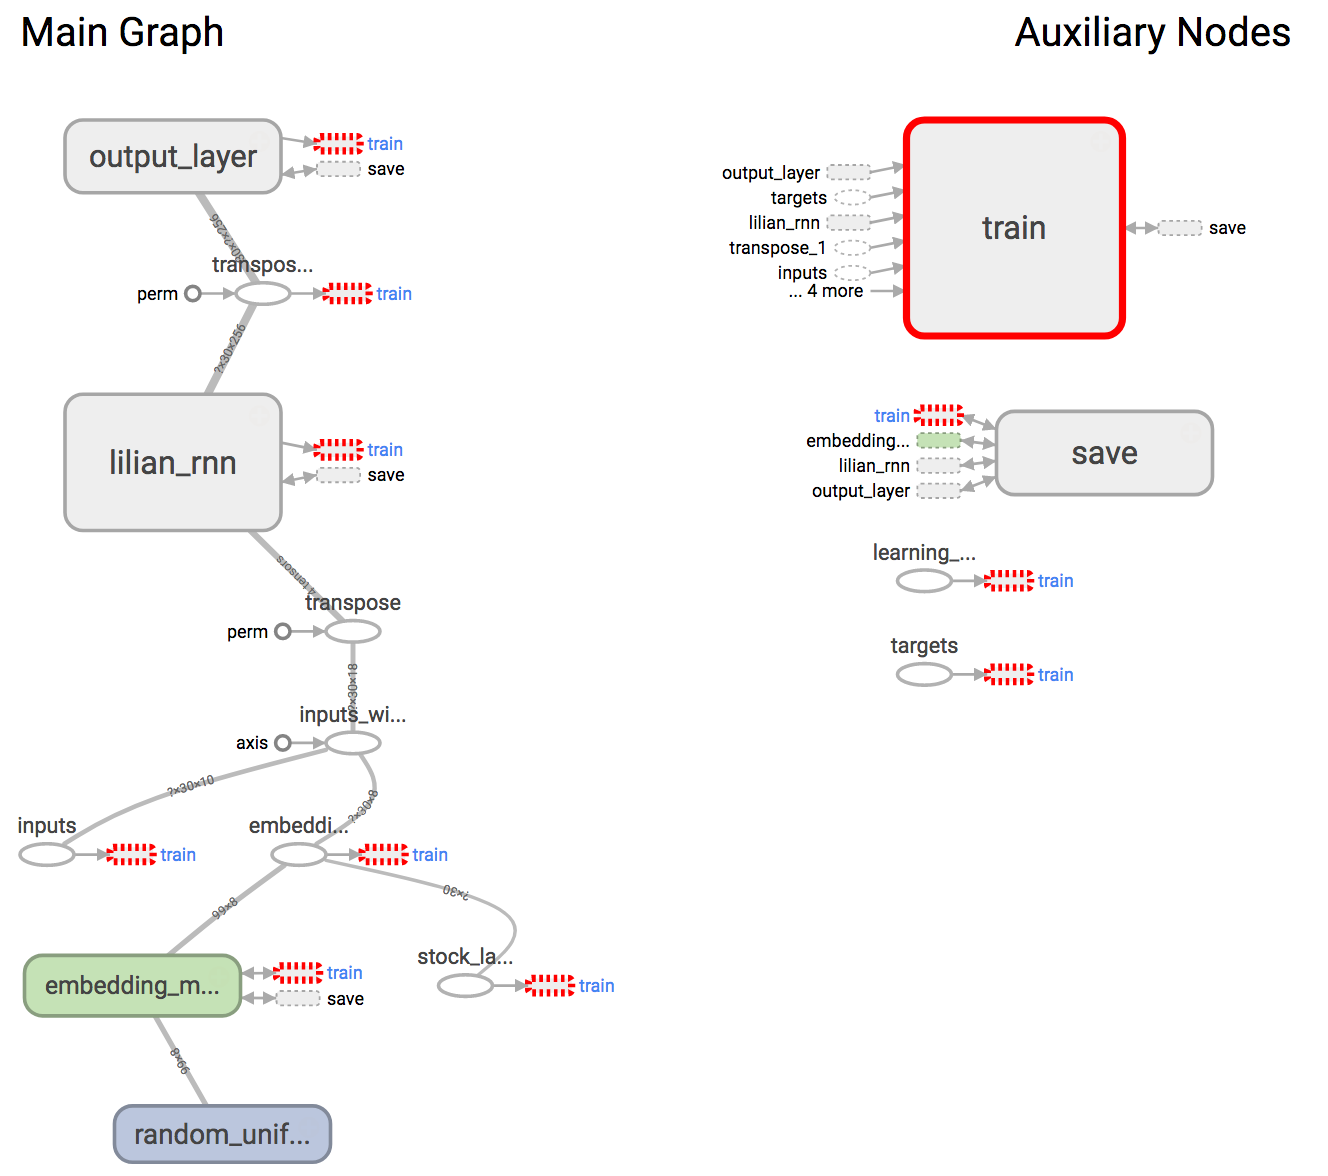 Main Graph
Auxiliary Nodes
output_layer
train
save
?×30×256
transpos...
perm
train
?×30×256
lilian_rnn
train
save
4 tensors
transpose
perm
?×30×18
inputs_wi...
axis
?×30×10
?×30×8
inputs
train
embeddi...
train
99×8
?×30
embedding_m...
train
save
stock_la...
train
99×8
random_unif...
output_layer
targets
lilian_rnn
transpose_1
inputs
... 4 more
train
save
train
embedding...
lilian_rnn
output_layer
save
learning_...
train
targets
train